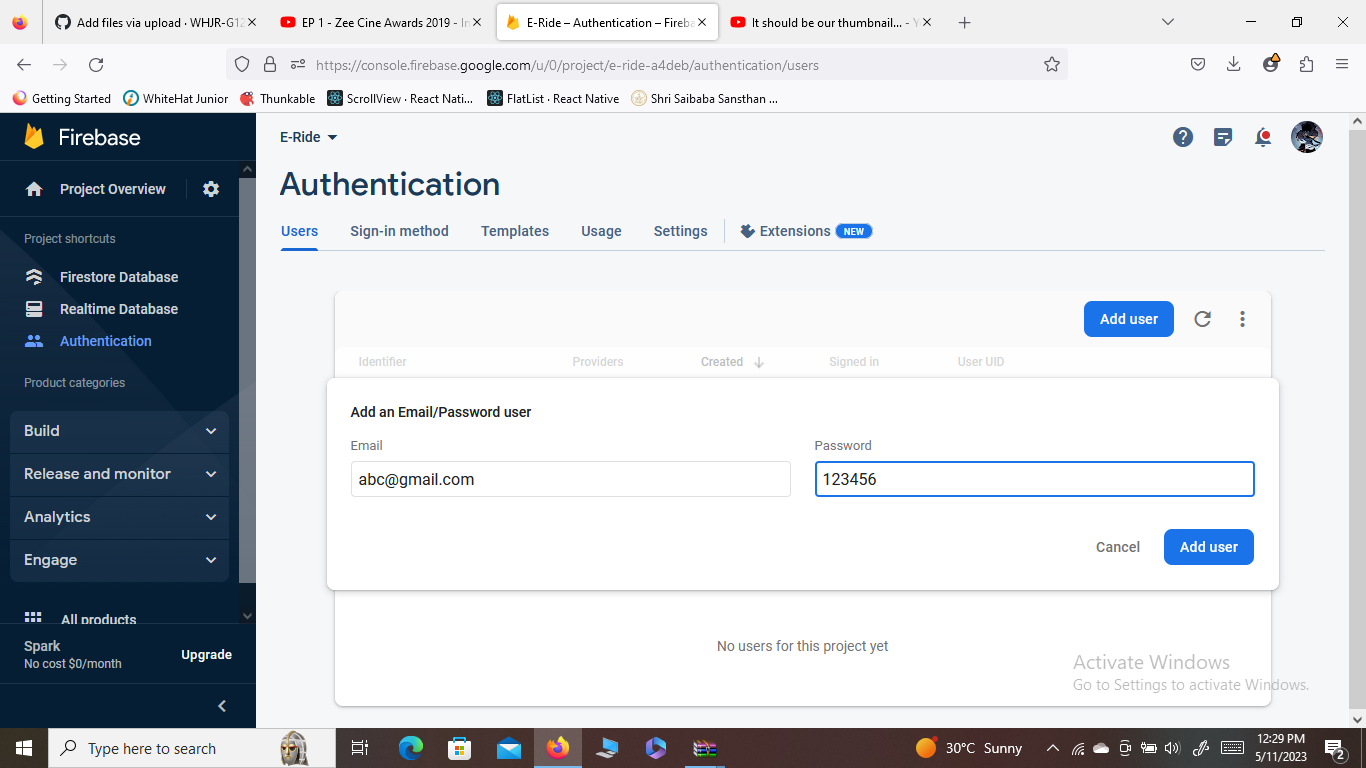 Add files via upload · WHJR-G12
EP 1 - Zee Cine Awards 2019 - In
E-Ride – Authentication – Fireba
It should be our thumbnail... - Y
https://console.firebase.google.com/u/0/project/e-ride-a4deb/authentication/users
Getting Started
WhiteHat Junior
Thunkable
ScrollView · React Nati...
FlatList · React Native
Shri Saibaba Sansthan ...
Firebase
E-Ride
Project Overview
Authentication
Users
Sign-in method
Templates
Usage
Settings
Extensions
NEW
Project shortcuts
Firestore Database
Realtime Database
Authentication
Product categories
Build
Release and monitor
Analytics
Engage
All products
Spark
No cost $0/month
Upgrade
Add user
Identifier
Providers
Created
Signed in
User UID
Add an Email/Password user
Email
Password
abc@gmail.com
123456
Cancel
Add user
No users for this project yet
Activate Windows
Go to Settings to activate Windows.
Type here to search
30°C Sunny
12:29 PM
5/11/2023
2